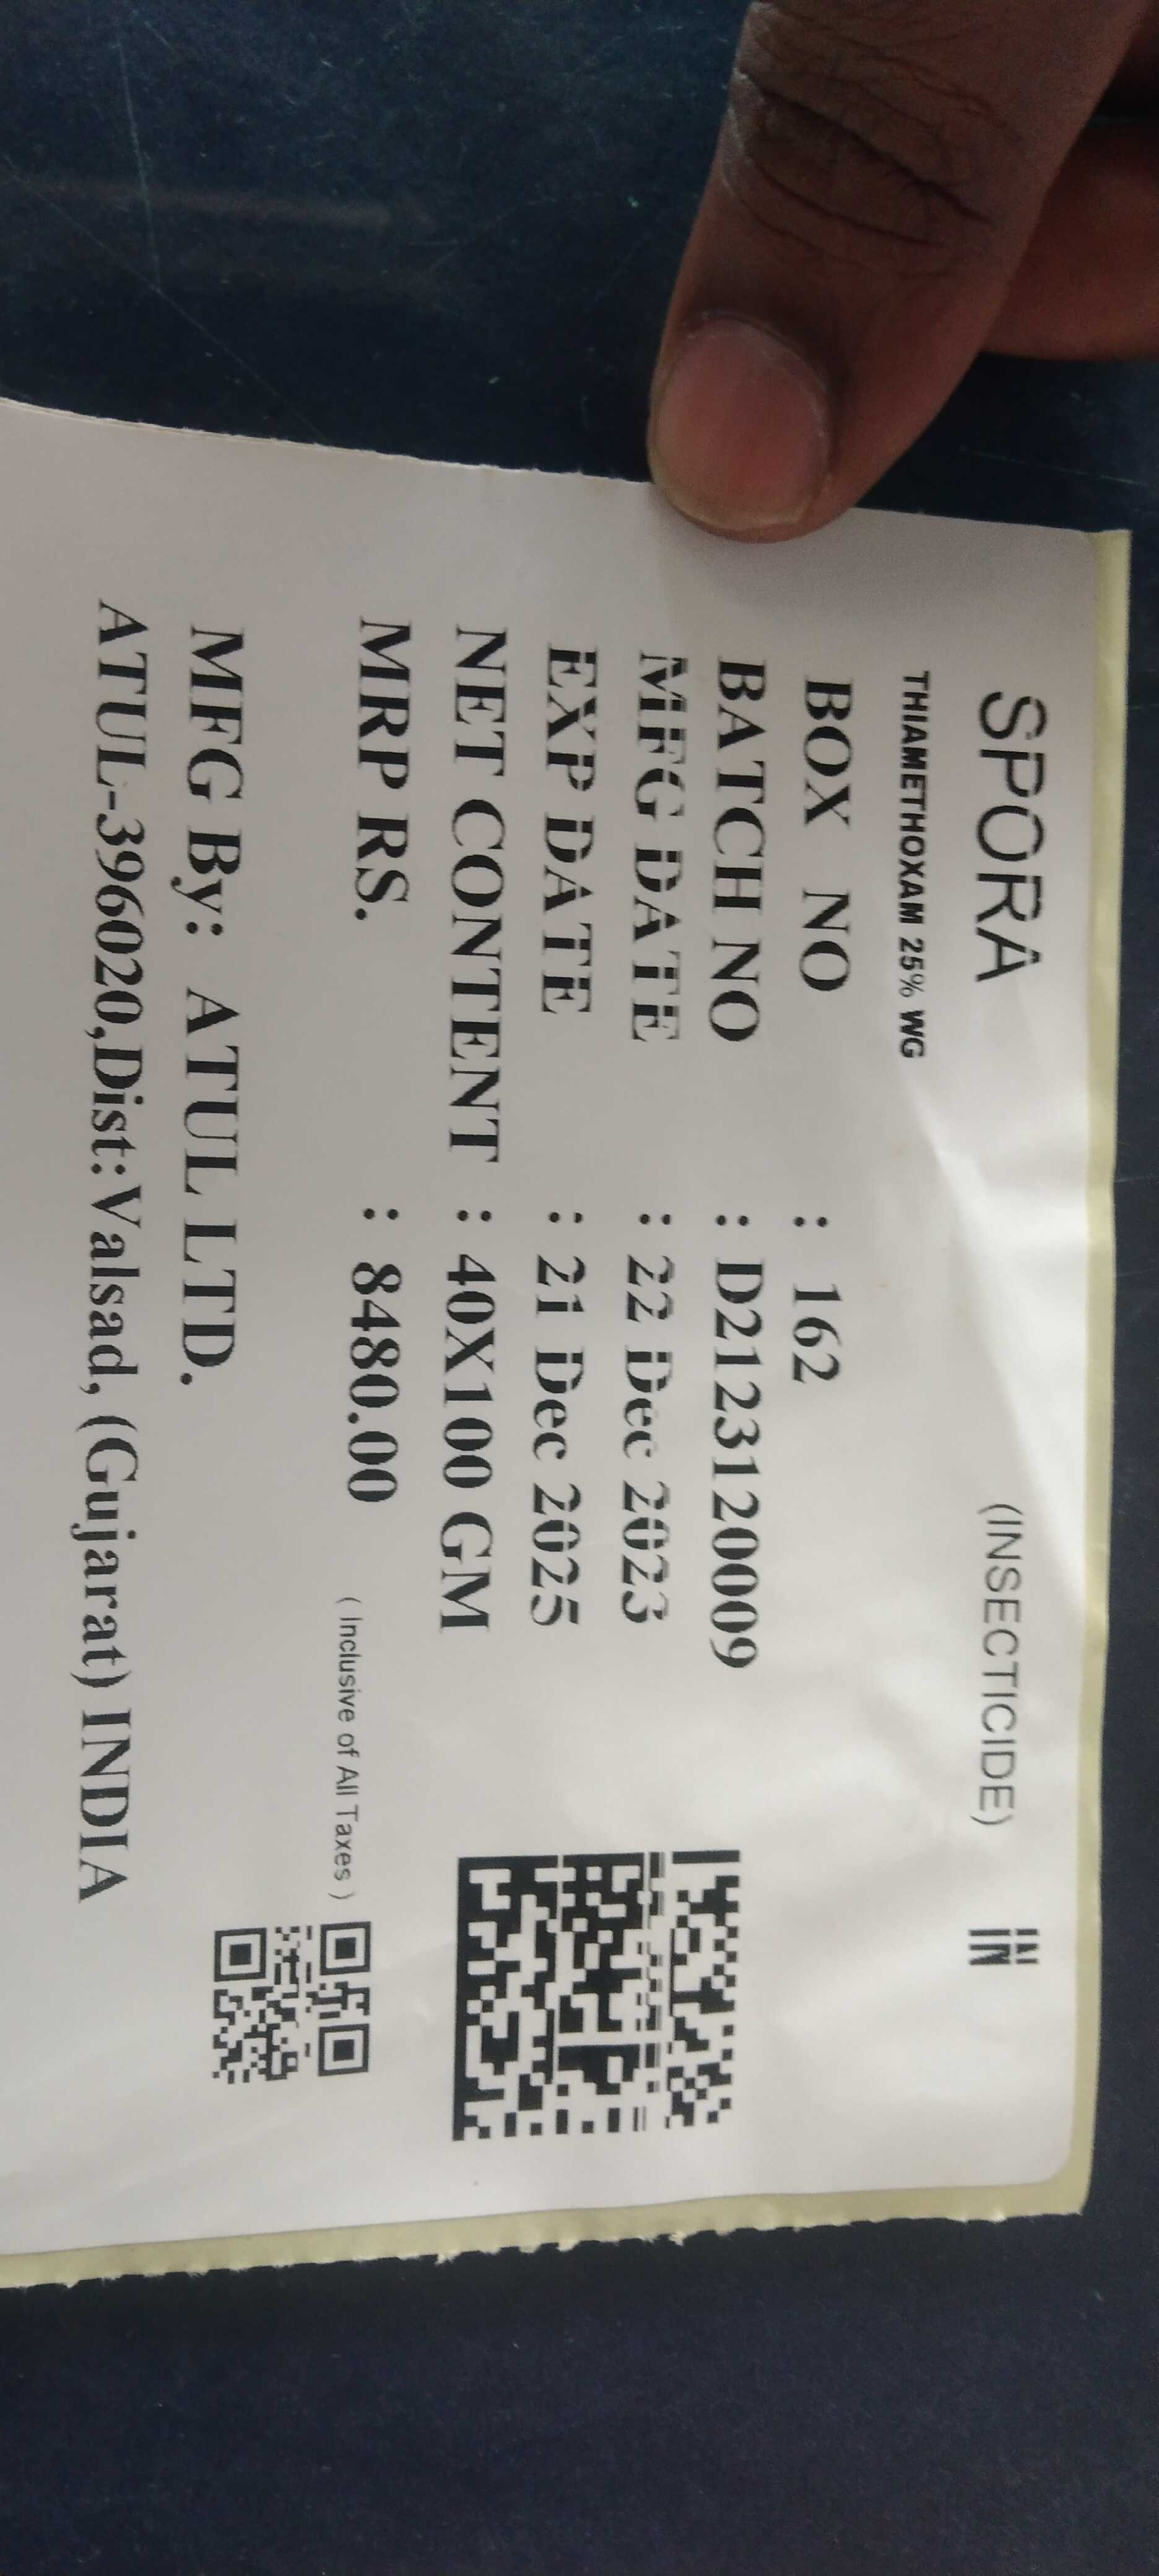 SPORA (INSECTICIDE) IN
THIAMETHOXAM 25% WG
BOX NO : 162
BATCH NO : D2123120009
MFG DATE : 22 Dec 2023
EXP DATE : 21 Dec 2025
NET CONTENT : 40X100 GM
MRP RS. : 8480.00 ( Inclusive of All Taxes )
MFG By: ATUL LTD.
ATUL-396020,Dist:Valsad, (Gujarat) INDIA